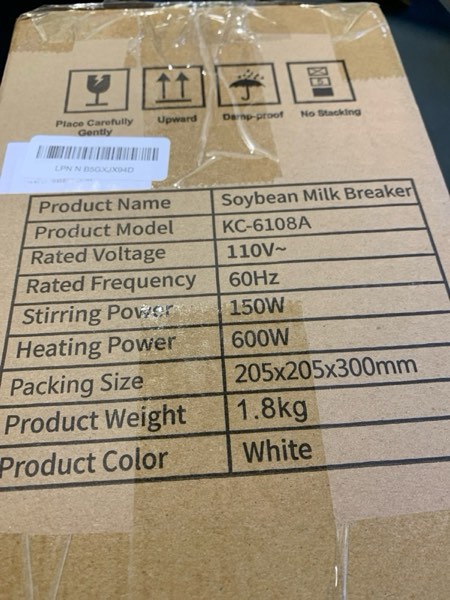 Place Carefully Gently
Upward
Damp-proof
No Stacking
Product Name Soybean Milk Breaker
Product Model KC-6108A
Rated Voltage 110V~
Rated Frequency 60Hz
Stirring Power 150W
Heating Power 600W
Packing Size 205x205x300mm
Product Weight 1.8kg
Product Color White